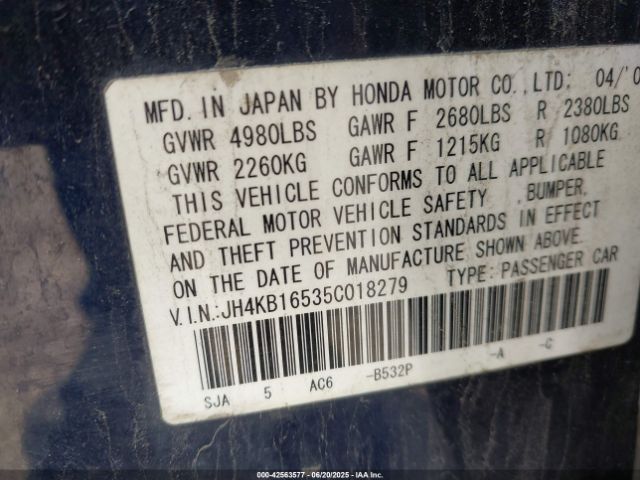 MFD. IN JAPAN BY HONDA MOTOR CO.,LTD: 04/'0
GVWR 4980LBS GAWR F 2680LBS R 2380LBS
GVWR 2260KG GAWR F 1215KG R 1080KG
THIS VEHICLE CONFORMS TO ALL APPLICABLE
FEDERAL MOTOR VEHICLE SAFETY ,BUMPER,
AND THEFT PREVENTION STANDARDS IN EFFECT
ON THE DATE OF MANUFACTURE SHOWN ABOVE.
V.I.N.:JH4KB16535C018279 TYPE:PASSENGER CAR
SJA 5 AC6 -B532P -A -C
000-42563577 - 06/20/2025 - IAA Inc.